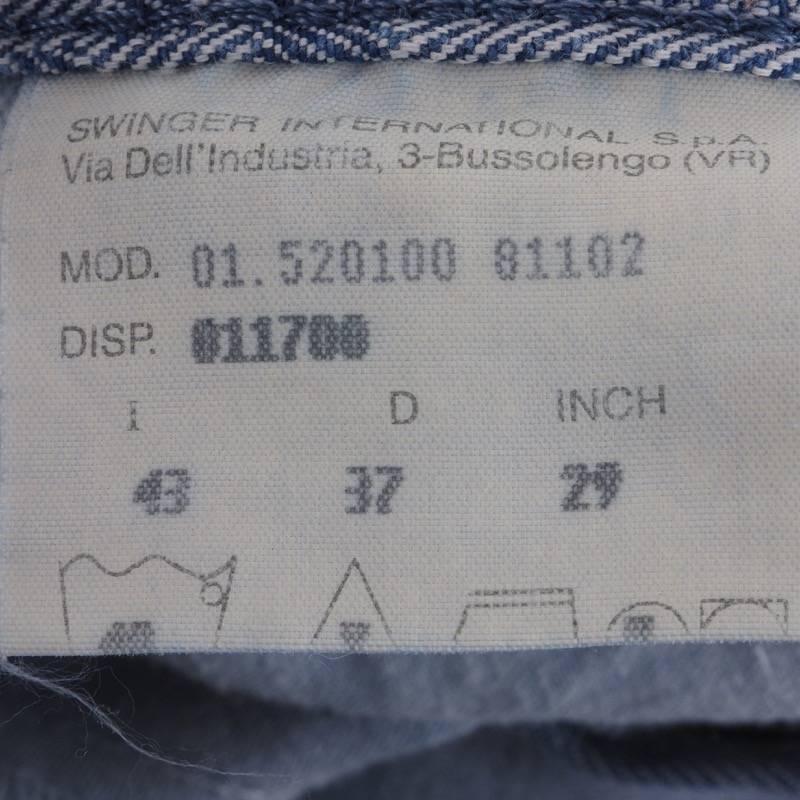 SWINGER INTERNATIONAL S.p.A.
Via Dell'Industria, 3-Bussolengo (VR)
MOD. 01.520100 81102
DISP. 011700
I D INCH
43 37 29